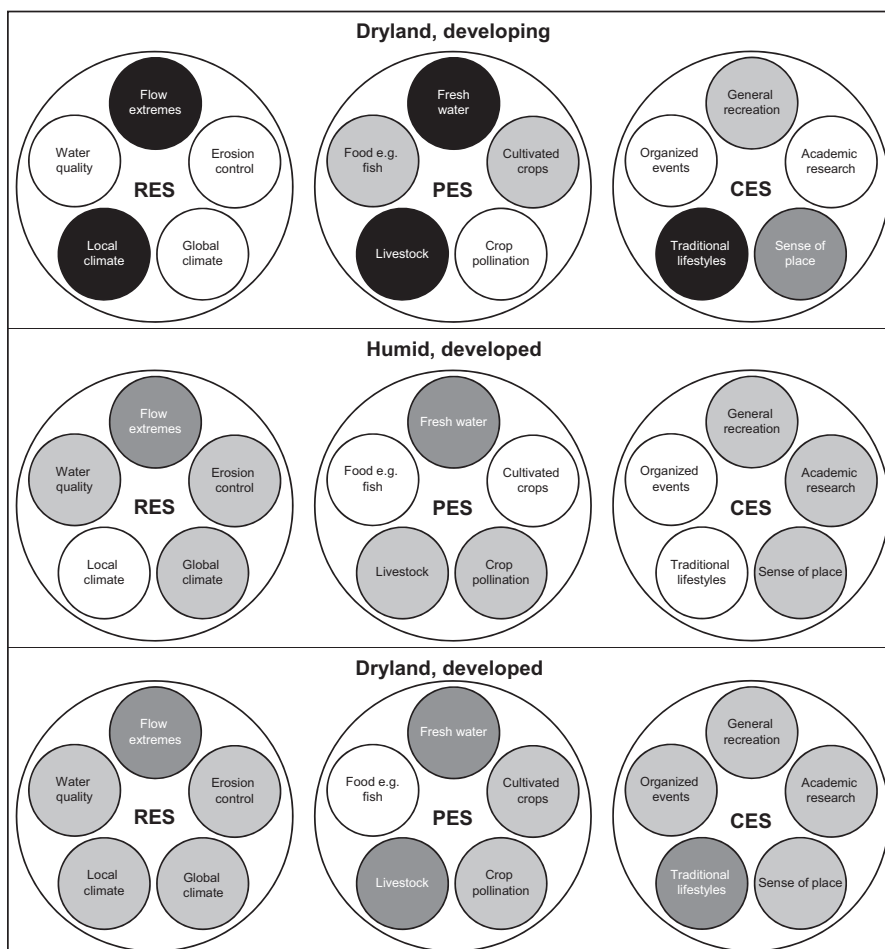 Dryland, developing
Flow
extremes
Water
quality
Erosion
control
RES
Local
climate
Global
climate
Fresh
water
Food e.g.
fish
Cultivated
crops
PES
Livestock
Crop
pollination
General
recreation
Organized
events
Academic
research
CES
Traditional
lifestyles
Sense of
place
Humid, developed
Flow
extremes
Water
quality
Erosion
control
RES
Local
climate
Global
climate
Fresh water
Food e.g.
fish
Cultivated
crops
PES
Livestock
Crop
pollination
General
recreation
Organized
events
Academic
research
CES
Traditional
lifestyles
Sense of place
Dryland, developed
Flow
extremes
Water
quality
Erosion
control
RES
Local
climate
Global
climate
Fresh water
Food e.g.
fish
Cultivated
crops
PES
Livestock
Crop
pollination
General
recreation
Organized
events
Academic
research
CES
Traditional
lifestyles
Sense of place